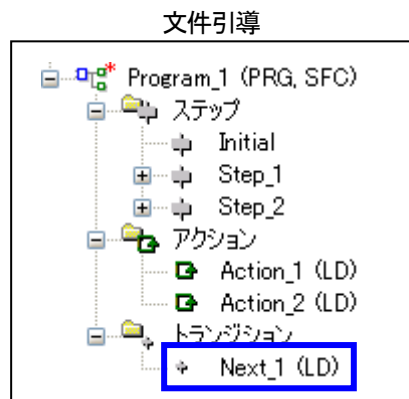 文件引導
Program_1 (PRG, SFC)
ステップ
Initial
Step_1
Step_2
アクション
Action_1 (LD)
Action_2 (LD)
トランジション
Next_1 (LD)